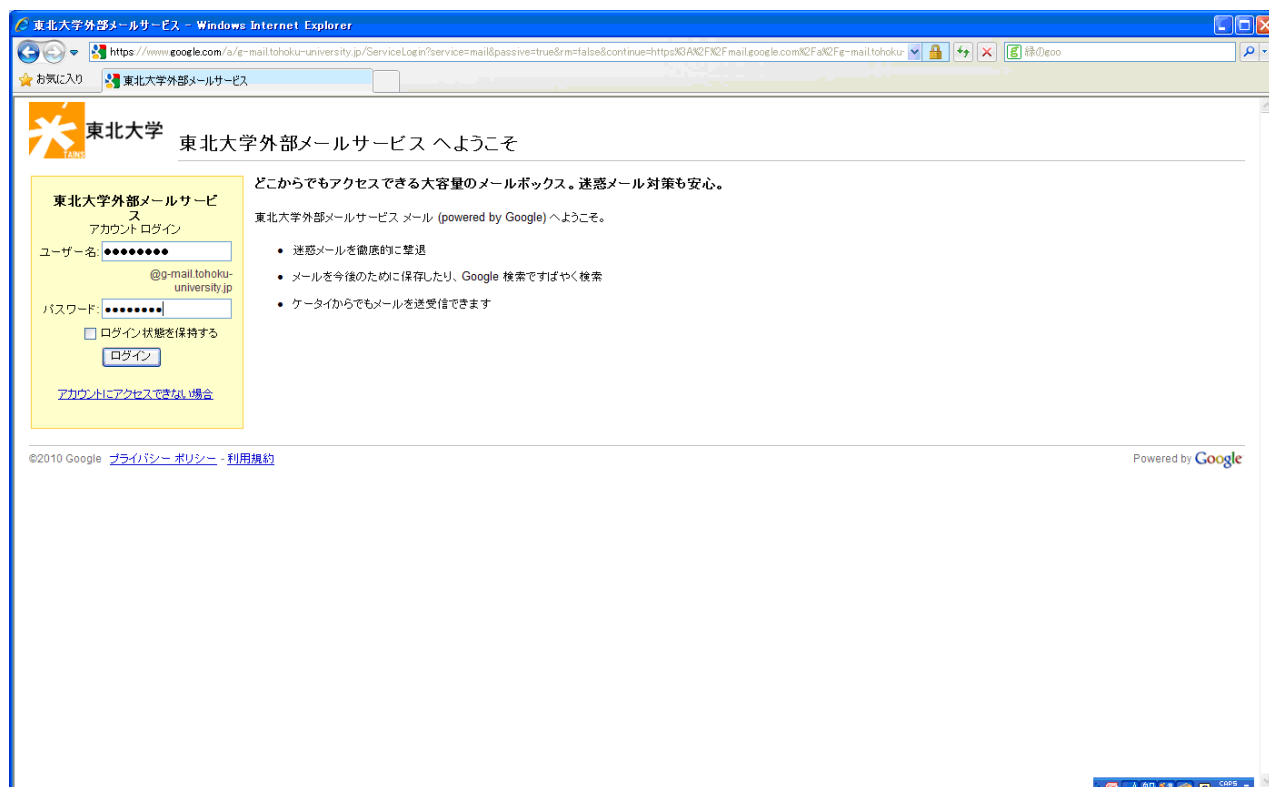 東北大学外部メールサービス - Windows Internet Explorer
https://www.google.com/a/g-mail.tohoku-university.jp/ServiceLogin?service=mail&passive=true&rm=false&continue=https%3A%2F%2Fmail.google.com%2Fa%2Fg-mail.tohoku-
緑のgoo
お気に入り
東北大学外部メールサービス
東北大学
TAINS
東北大学外部メールサービス へようこそ
東北大学外部メールサービ
ス
アカウント ログイン
ユーザー名: ●●●●●●●●
@g-mail.tohoku-
university.jp
パスワード: ●●●●●●●●
ログイン状態を保持する
ログイン
アカウントにアクセスできない場合
どこからでもアクセスできる大容量のメールボックス。迷惑メール対策も安心。
東北大学外部メールサービス メール (powered by Google) へようこそ。
• 迷惑メールを徹底的に撃退
• メールを今後のために保存したり、Google 検索ですばやく検索
• ケータイからでもメールを送受信できます
©2010 Google プライバシー ポリシー - 利用規約
Powered by Google
CAPS